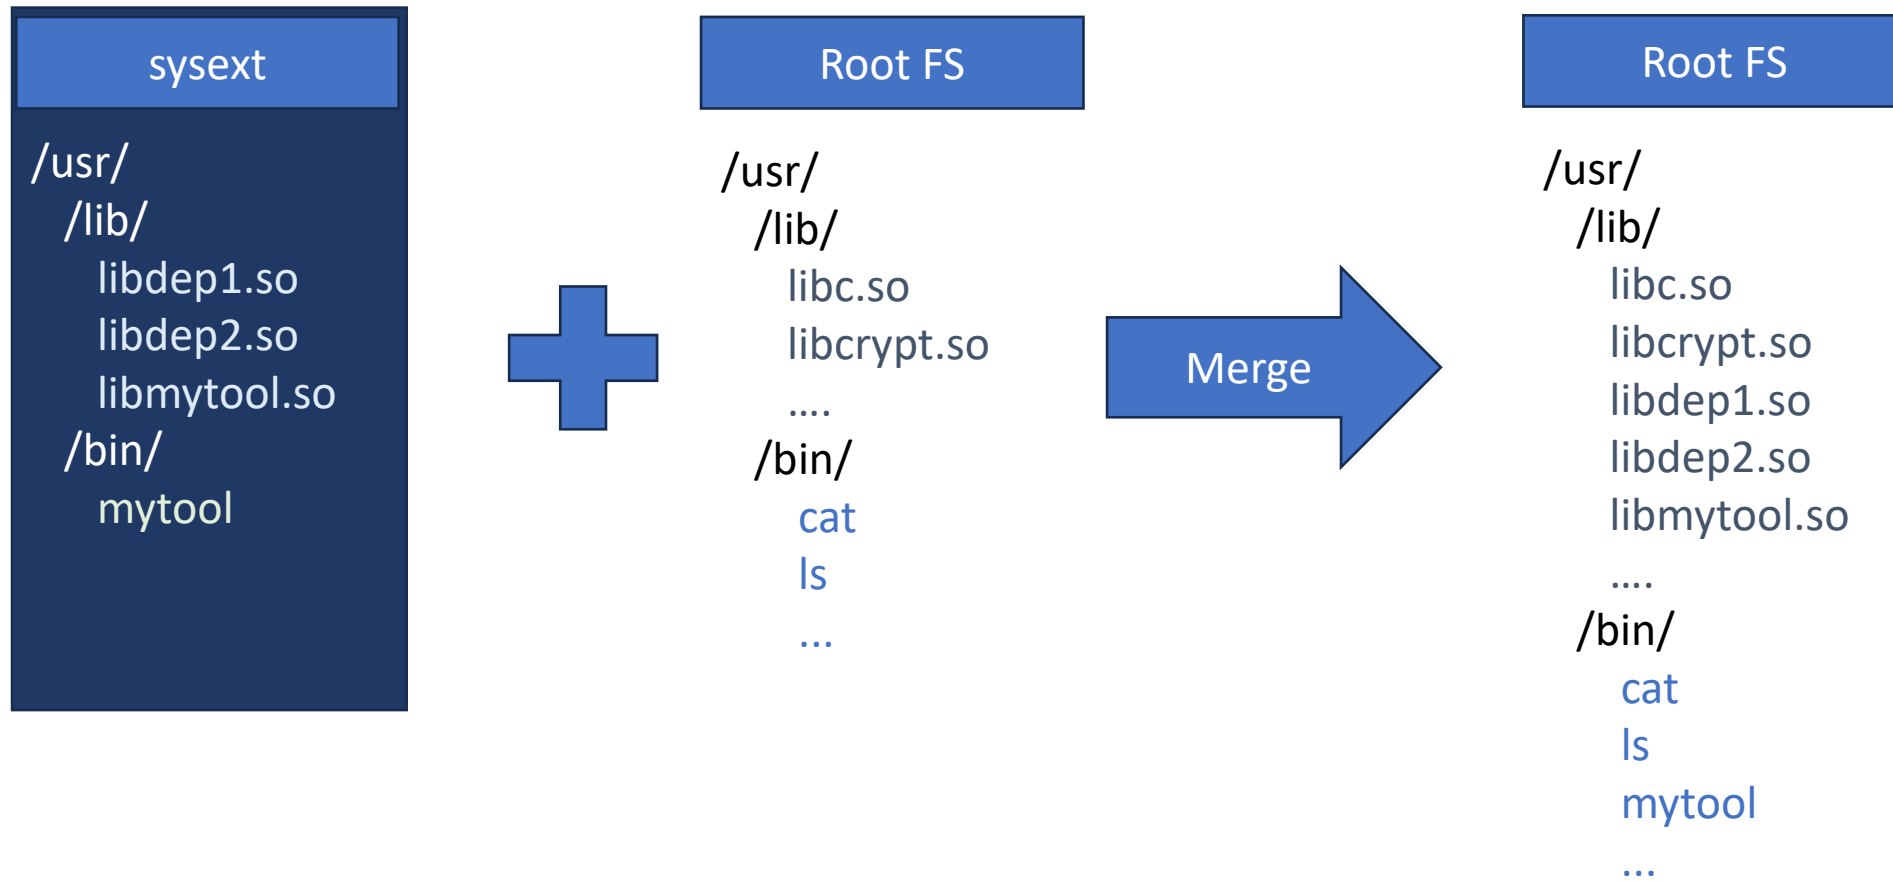 sysext
/usr/
/lib/
libdep1.so
libdep2.so
libmytool.so
/bin/
mytool
Root FS
/usr/
/lib/
libc.so
libcrypt.so
....
/bin/
cat
ls
...
Merge
Root FS
/usr/
/lib/
libc.so
libcrypt.so
libdep1.so
libdep2.so
libmytool.so
....
/bin/
cat
ls
mytool
...